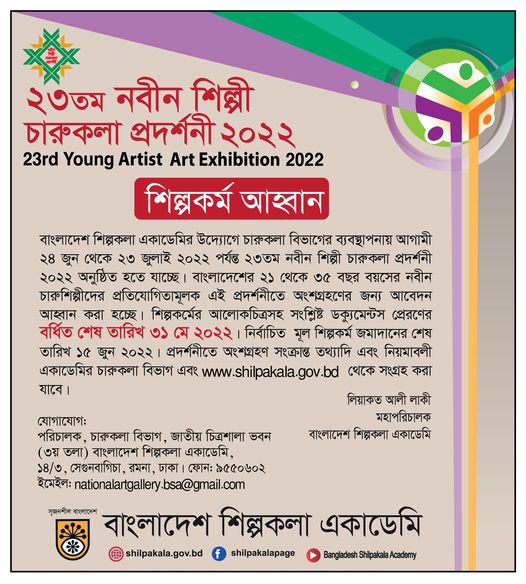 ২৩তম নবীন শিল্পী
চারুকলা প্রদর্শনী ২০২২
23rd Young Artist Art Exhibition 2022
শিল্পকর্ম আহ্বান
বাংলাদেশ শিল্পকলা একাডেমির উদ্যোগে চারুকলা বিভাগের ব্যবস্থাপনায় আগামী
২৪ জুন থেকে ২৩ জুলাই ২০২২ পর্যন্ত ২৩তম নবীন শিল্পী চারুকলা প্রদর্শনী
২০২২ অনুষ্ঠিত হতে যাচ্ছে। বাংলাদেশের ২১ থেকে ৩৫ বছর বয়সের নবীন
চারুশিল্পীদের প্রতিযোগিতামূলক এই প্রদর্শনীতে অংশগ্রহণের জন্য আবেদন
আহ্বান করা হচ্ছে। শিল্পকর্মের আলোকচিত্রসহ সংশ্লিষ্ট ডকুমেন্টস প্রেরণের
বর্ধিত শেষ তারিখ ৩১ মে ২০২২। নির্বাচিত মূল শিল্পকর্ম জমাদানের শেষ
তারিখ ১৫ জুন ২০২২। প্রদর্শনীতে অংশগ্রহণ সংক্রান্ত তথ্যাদি এবং নিয়মাবলী
একাডেমির চারুকলা বিভাগ এবং www.shilpakala.gov.bd থেকে সংগ্রহ করা
যাবে।
লিয়াকত আলী লাকী
মহাপরিচালক
বাংলাদেশ শিল্পকলা একাডেমি
যোগাযোগ:
পরিচালক, চারুকলা বিভাগ, জাতীয় চিত্রশালা ভবন
(৩য় তলা) বাংলাদেশ শিল্পকলা একাডেমি,
১৪/৩, সেগুনবাগিচা, রমনা, ঢাকা। ফোন: ৯৫৫০৬০২
ইমেইল: nationalartgallery.bsa@gmail.com
সৃজনশীল বাংলাদেশ
বাংলাদেশ শিল্পকলা একাডেমি
shilpakala.gov.bd shilpakalapage Bangladesh Shilpakala Academy